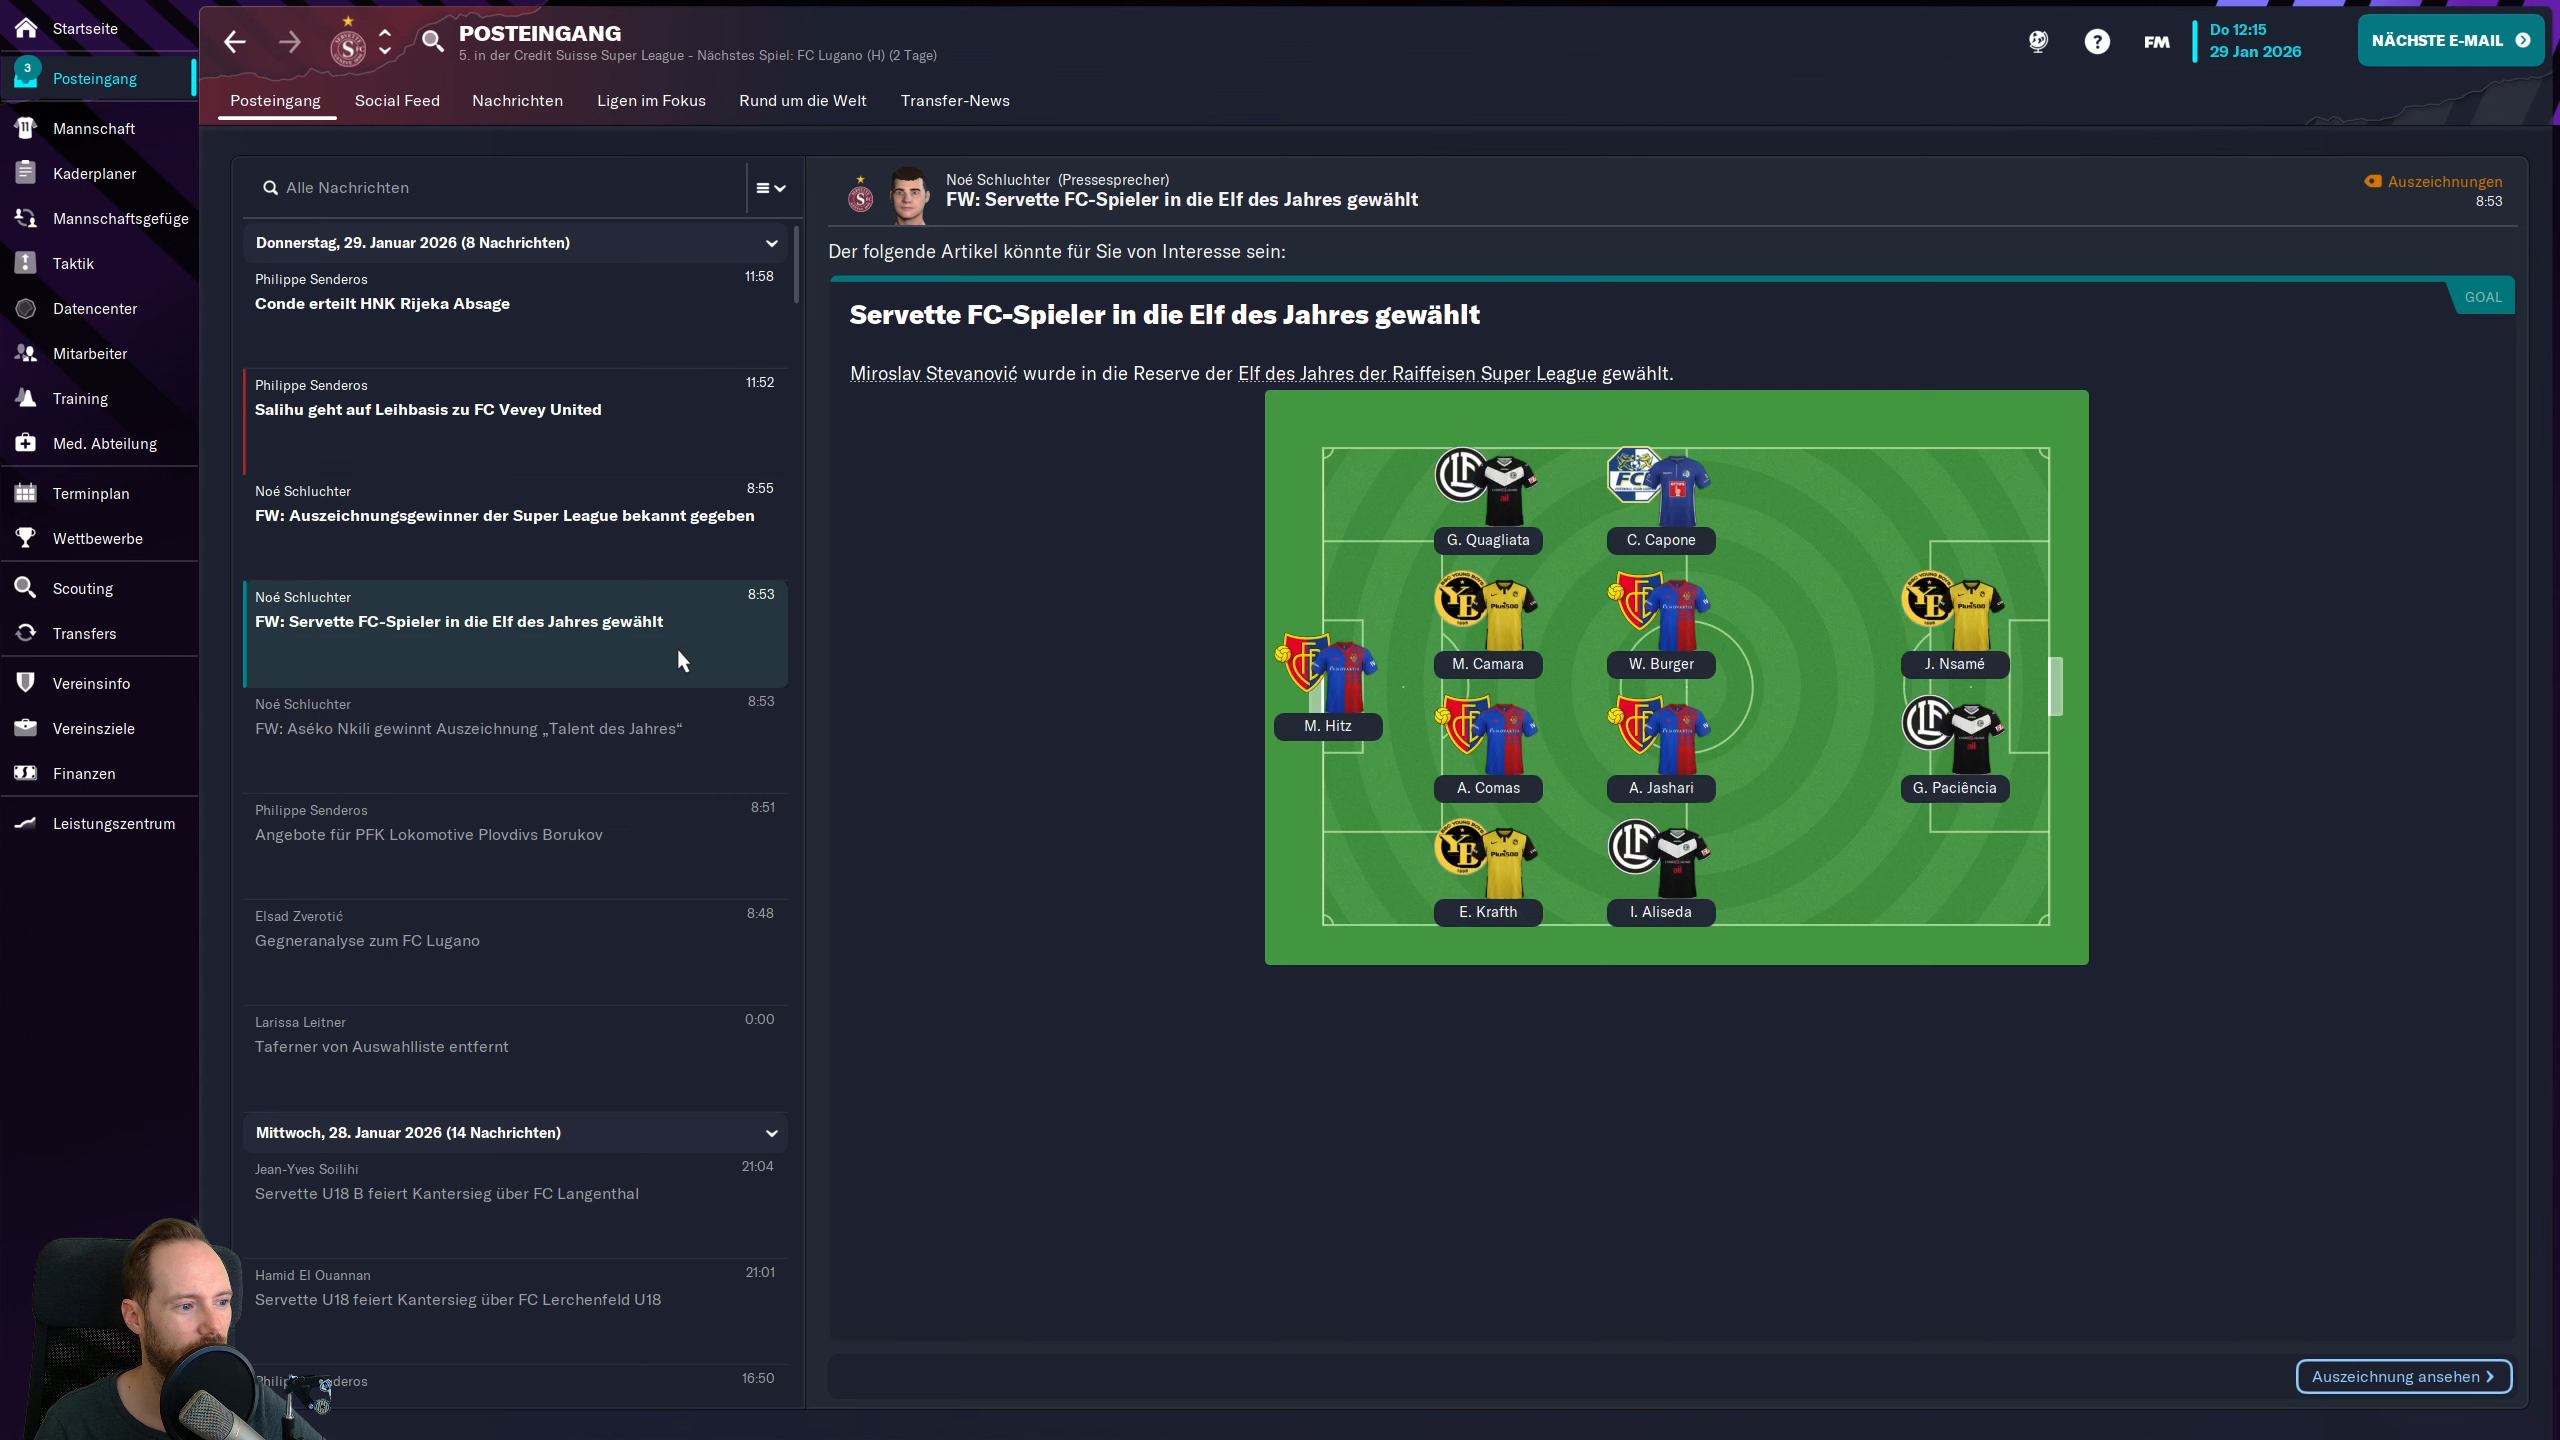 Startseite
3
Posteingang
Mannschaft
Kaderplaner
Mannschaftsgefüge
Taktik
Datencenter
Mitarbeiter
Training
Med. Abteilung
Terminplan
Wettbewerbe
Scouting
Transfers
Vereinsinfo
Vereinsziele
Finanzen
Leistungszentrum
POSTEINGANG
5. in der Credit Suisse Super League - Nächstes Spiel: FC Lugano (H) (2 Tage)
FM
Do 12:15
29 Jan 2026
NÄCHSTE E-MAIL
Posteingang
Social Feed
Nachrichten
Ligen im Fokus
Rund um die Welt
Transfer-News
Alle Nachrichten
Donnerstag, 29. Januar 2026 (8 Nachrichten)
Philippe Senderos 11:58
Conde erteilt HNK Rijeka Absage
Philippe Senderos 11:52
Salihu geht auf Leihbasis zu FC Vevey United
Noé Schluchter 8:55
FW: Auszeichnungsgewinner der Super League bekannt gegeben
Noé Schluchter 8:53
FW: Servette FC-Spieler in die Elf des Jahres gewählt
Noé Schluchter 8:53
FW: Aséko Nkili gewinnt Auszeichnung „Talent des Jahres“
Philippe Senderos 8:51
Angebote für PFK Lokomotive Plovdivs Borukov
Elsad Zverotić 8:48
Gegneranalyse zum FC Lugano
Larissa Leitner 0:00
Taferner von Auswahlliste entfernt
Mittwoch, 28. Januar 2026 (14 Nachrichten)
Jean-Yves Soilihi 21:04
Servette U18 B feiert Kantersieg über FC Langenthal
Hamid El Ouannan 21:01
Servette U18 feiert Kantersieg über FC Lerchenfeld U18
16:50
Noé Schluchter (Pressesprecher)
FW: Servette FC-Spieler in die Elf des Jahres gewählt
Auszeichnungen
8:53
Der folgende Artikel könnte für Sie von Interesse sein:
GOAL
Servette FC-Spieler in die Elf des Jahres gewählt
Miroslav Stevanović wurde in die Reserve der Elf des Jahres der Raiffeisen Super League gewählt.
G. Quagliata
C. Capone
M. Camara
W. Burger
J. Nsamé
M. Hitz
A. Comas
A. Jashari
G. Paciência
E. Krafth
I. Aliseda
Auszeichnung ansehen